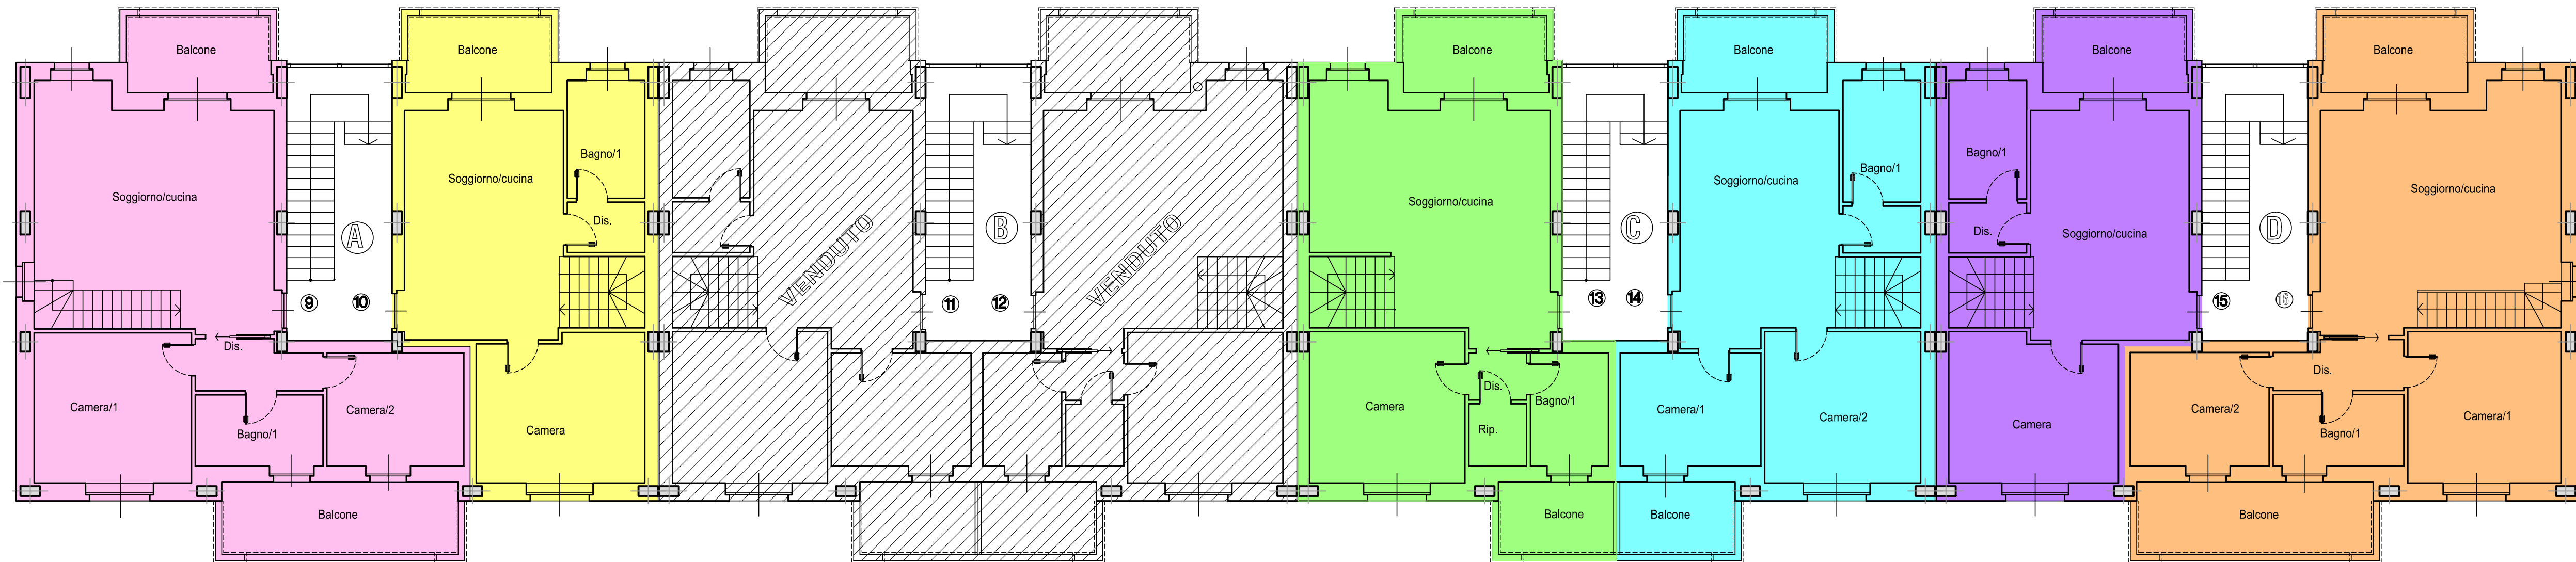 Balcone
Soggiorno/cucina
Dis.
Camera/1
Bagno/1
Camera/2
Balcone
A
9
10
Balcone
Bagno/1
Soggiorno/cucina
Dis.
Camera
VENDUTO
B
11
12
VENDUTO
Balcone
Soggiorno/cucina
Camera
Dis.
Rip.
Bagno/1
Balcone
C
13
14
Balcone
Soggiorno/cucina
Bagno/1
Camera/1
Camera/2
Balcone
Balcone
Bagno/1
Dis.
Soggiorno/cucina
Camera
D
15
16
Balcone
Soggiorno/cucina
Dis.
Camera/2
Bagno/1
Camera/1
Balcone